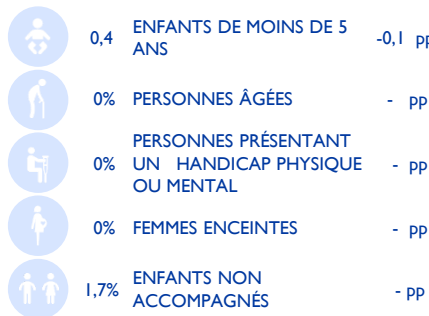 0,4 ENFANTS DE MOINS DE 5 ANS -0,1 pp
0% PERSONNES ÂGÉES - pp
0% PERSONNES PRÉSENTANT UN HANDICAP PHYSIQUE OU MENTAL - pp
0% FEMMES ENCEINTES - pp
1,7% ENFANTS NON ACCOMPAGNÉS - pp